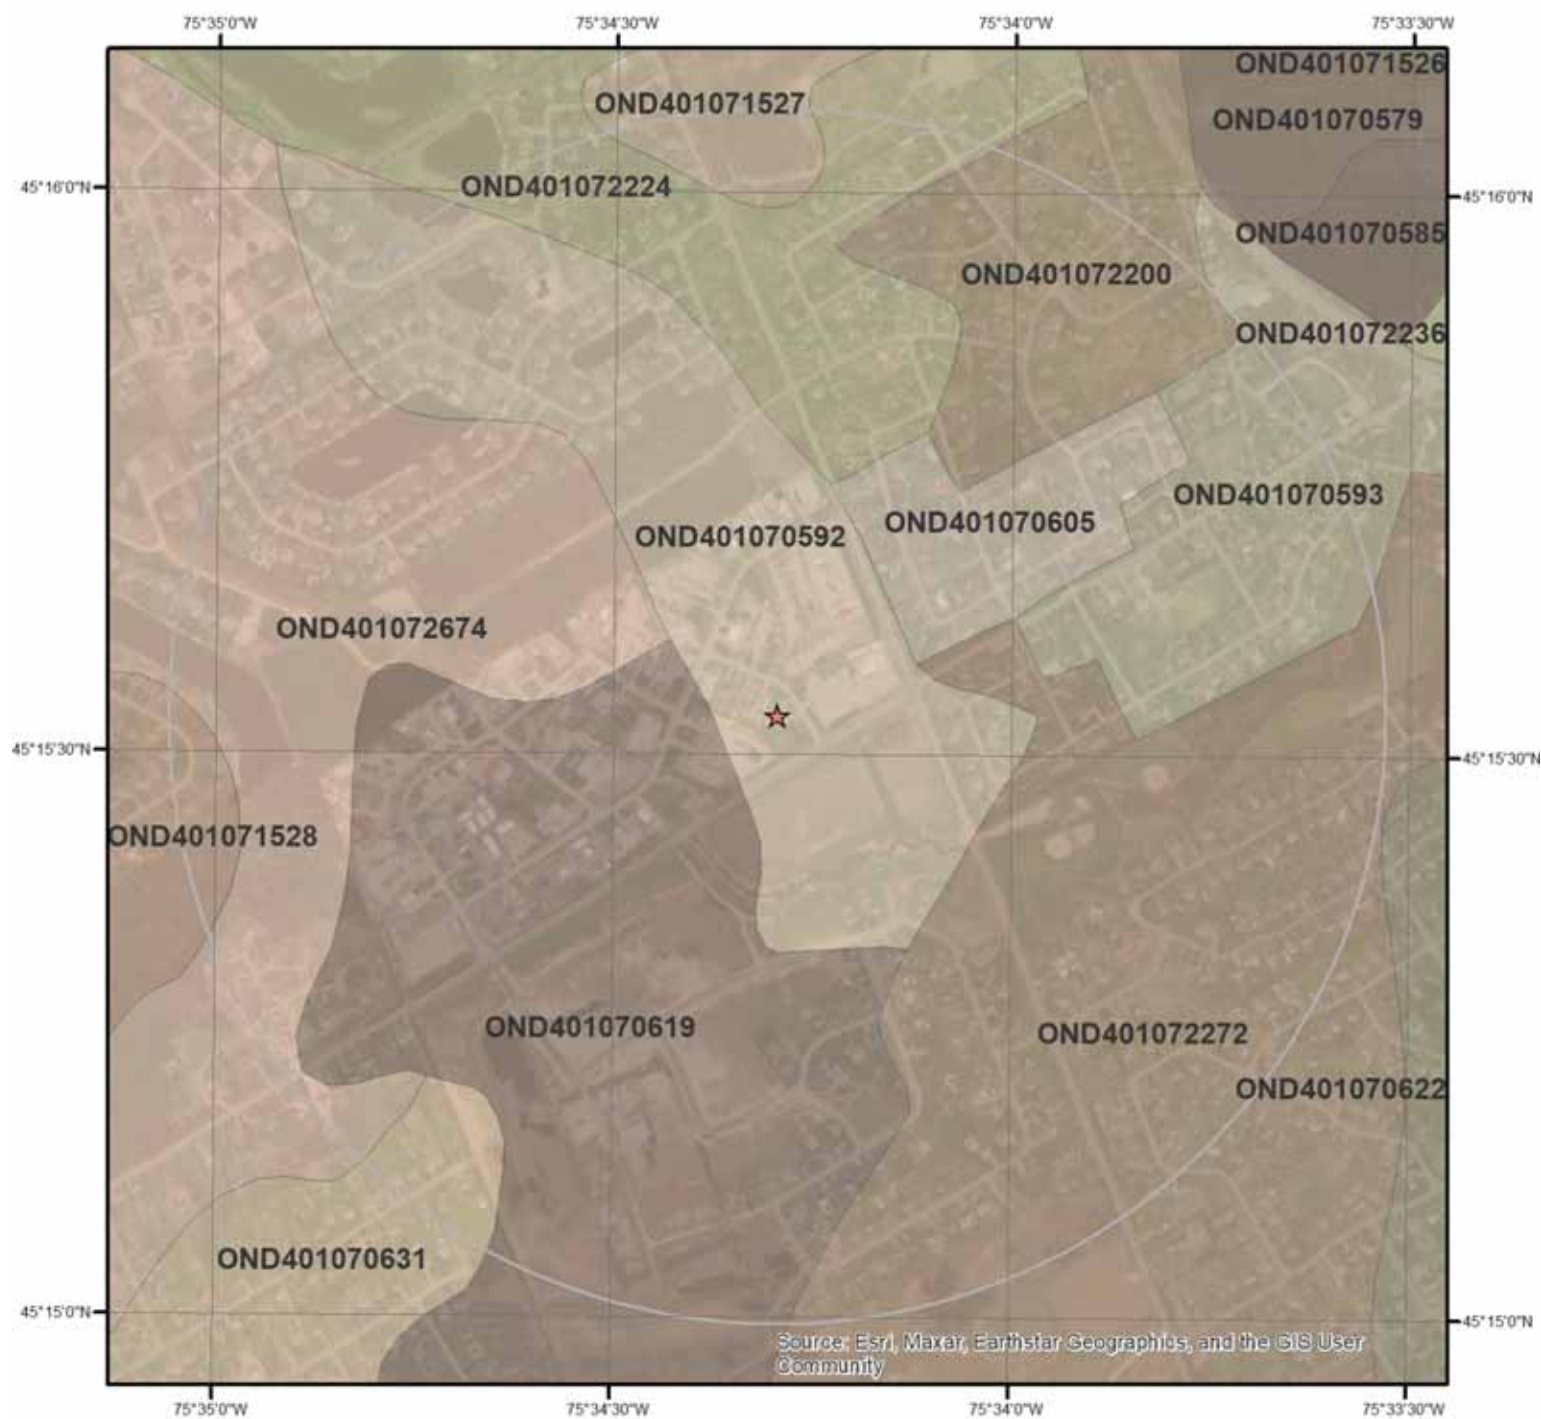 75°35'0"W
75°34'30"W
75°34'0"W
75°33'30"W
OND401071526
OND401071527
OND401070579
45°16'0"N
OND401072224
45°16'0"N
OND401070585
OND401072200
OND401072236
OND401070593
OND401070605
OND401070592
OND401072674
45°15'30"N
45°15'30"N
OND401071528
OND401070619
OND401072272
OND401070622
OND401070631
45°15'0"N
45°15'0"N
Source: Esri, Maxar, Earthstar Geographics, and the GIS User
Community
75°35'0"W
75°34'30"W
75°34'0"W
75°33'30"W